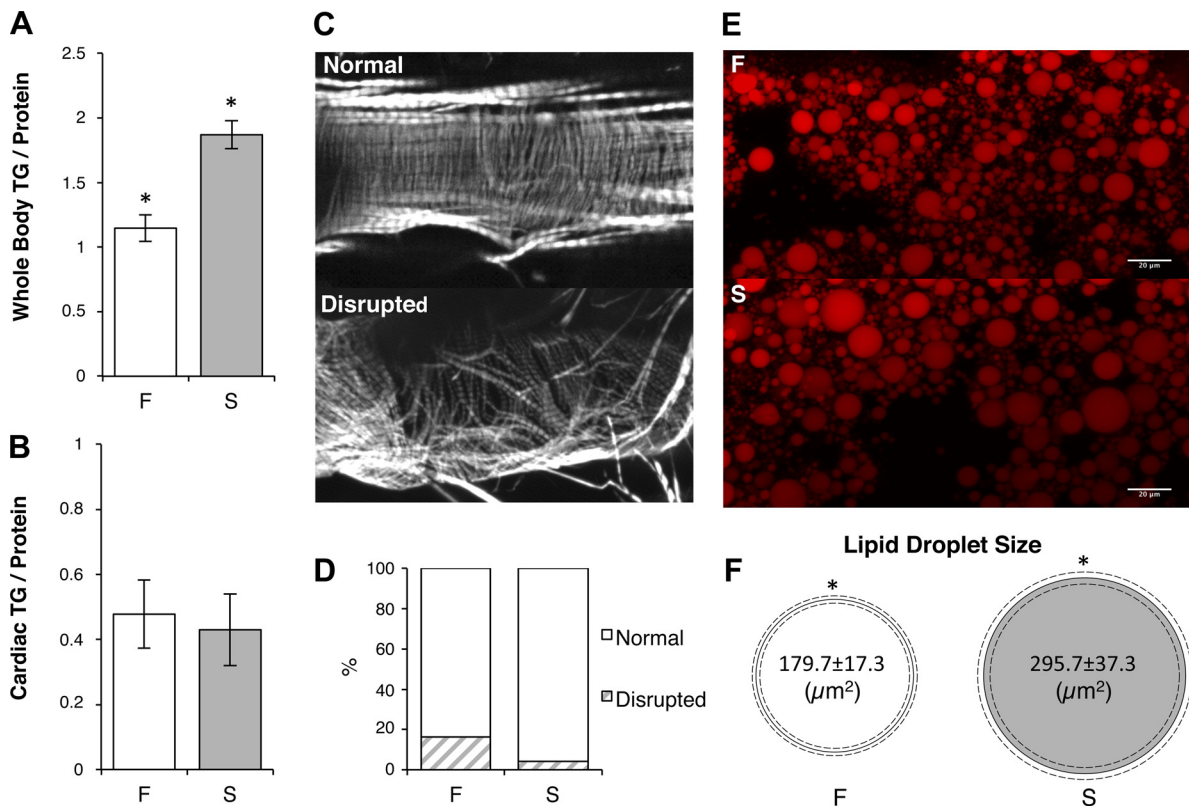 A
2.5
2
1.5
1
0.5
0
Whole Body TG / Protein
*
*
F
S
B
1
0.8
0.6
0.4
0.2
0
Cardiac TG / Protein
F
S
C
Normal
Disrupted
D
100
80
60
40
20
0
%
F
S
Normal
Disrupted
E
F
20 µm
S
20 µm
F
Lipid Droplet Size
*
179.7±17.3
(µm²)
F
*
295.7±37.3
(µm²)
S